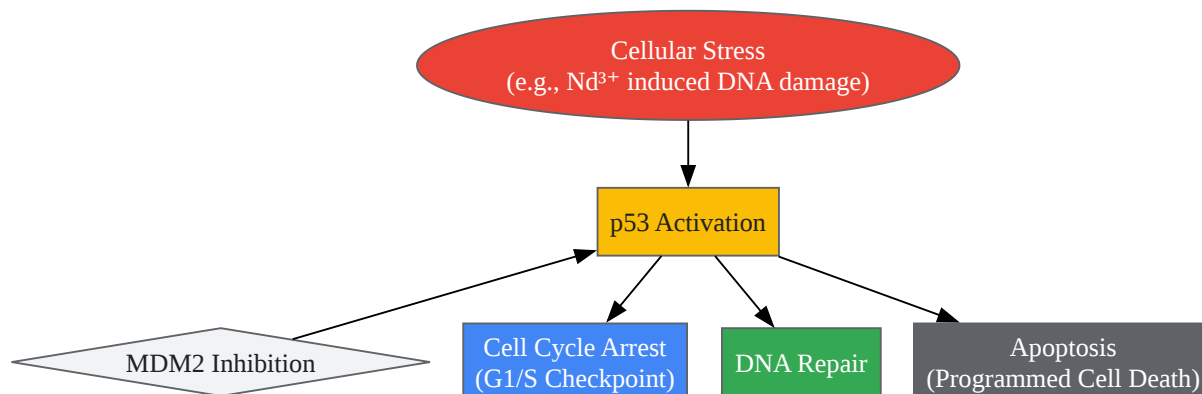 Cellular Stress
(e.g., Nd³⁺ induced DNA damage)
p53 Activation
MDM2 Inhibition
Cell Cycle Arrest
(G1/S Checkpoint)
DNA Repair
Apoptosis
(Programmed Cell Death)